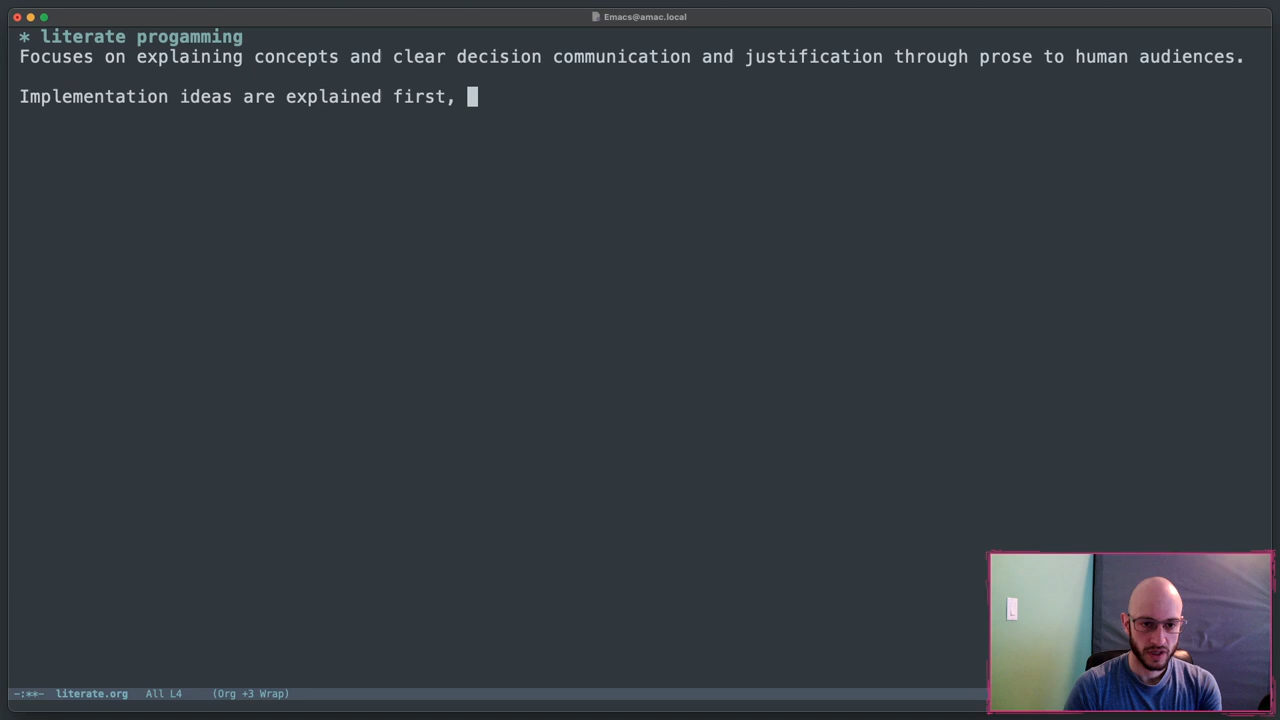 Emacs@amac.local
* literate progamming
Focuses on explaining concepts and clear decision communication and justification through prose to human audiences.
Implementation ideas are explained first,
-:**- literate.org All L4 (Org +3 Wrap)